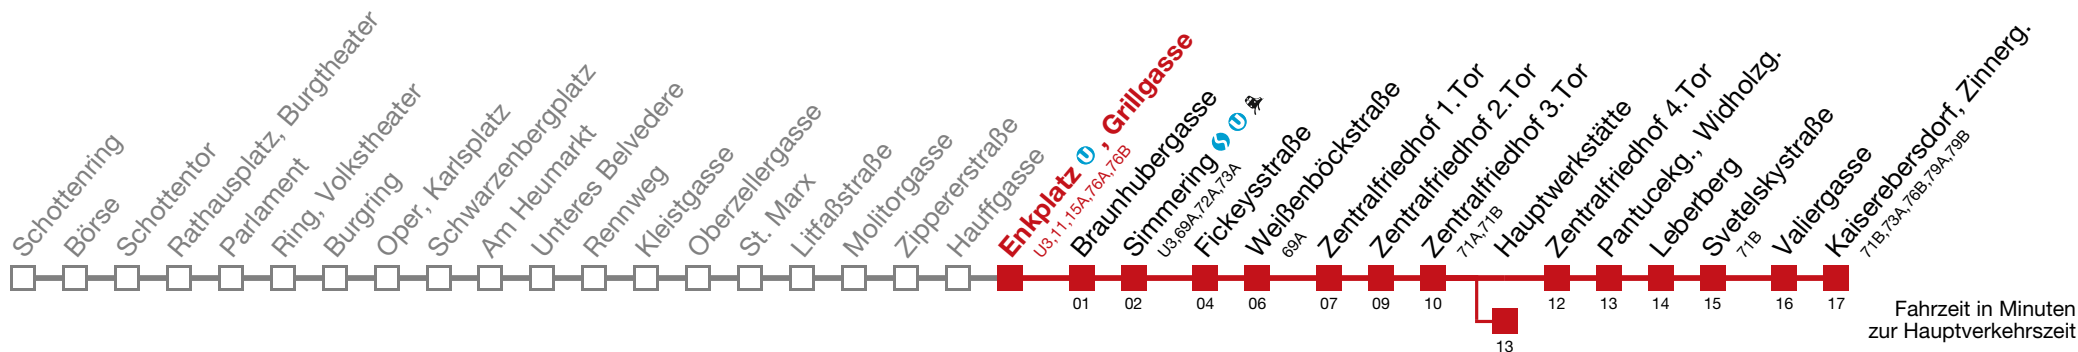 Schottenring
Börse
Schottentor
Rathausplatz, Burgtheater
Parlament
Ring, Volkstheater
Burgring
Oper, Karlsplatz
Schwarzenbergplatz
Am Heumarkt
Unteres Belvedere
Rennweg
Kleistgasse
Oberzellergasse
St. Marx
Litfaßstraße
Molitorgasse
Zippererstraße
Hauffgasse
Enkplatz U, Grillgasse
U3,11,15A,76A,76B
Braunhubergasse
Simmering S U
U3,69A,72A,73A
Fickeysstraße
Weißenböckstraße
69A
Zentralfriedhof 1.Tor
Zentralfriedhof 2.Tor
Zentralfriedhof 3.Tor
71A,71B
Hauptwerkstätte
Zentralfriedhof 4.Tor
Pantucekg., Widholzg.
Leberberg
Svetelskystraße
71B
Valiergasse
Kaiserebersdorf, Zinnerg.
71B,73A,76B,79A,79B
01 02 04 06 07 09 10 12 13 14 15 16 17
13
Fahrzeit in Minuten
zur Hauptverkehrszeit